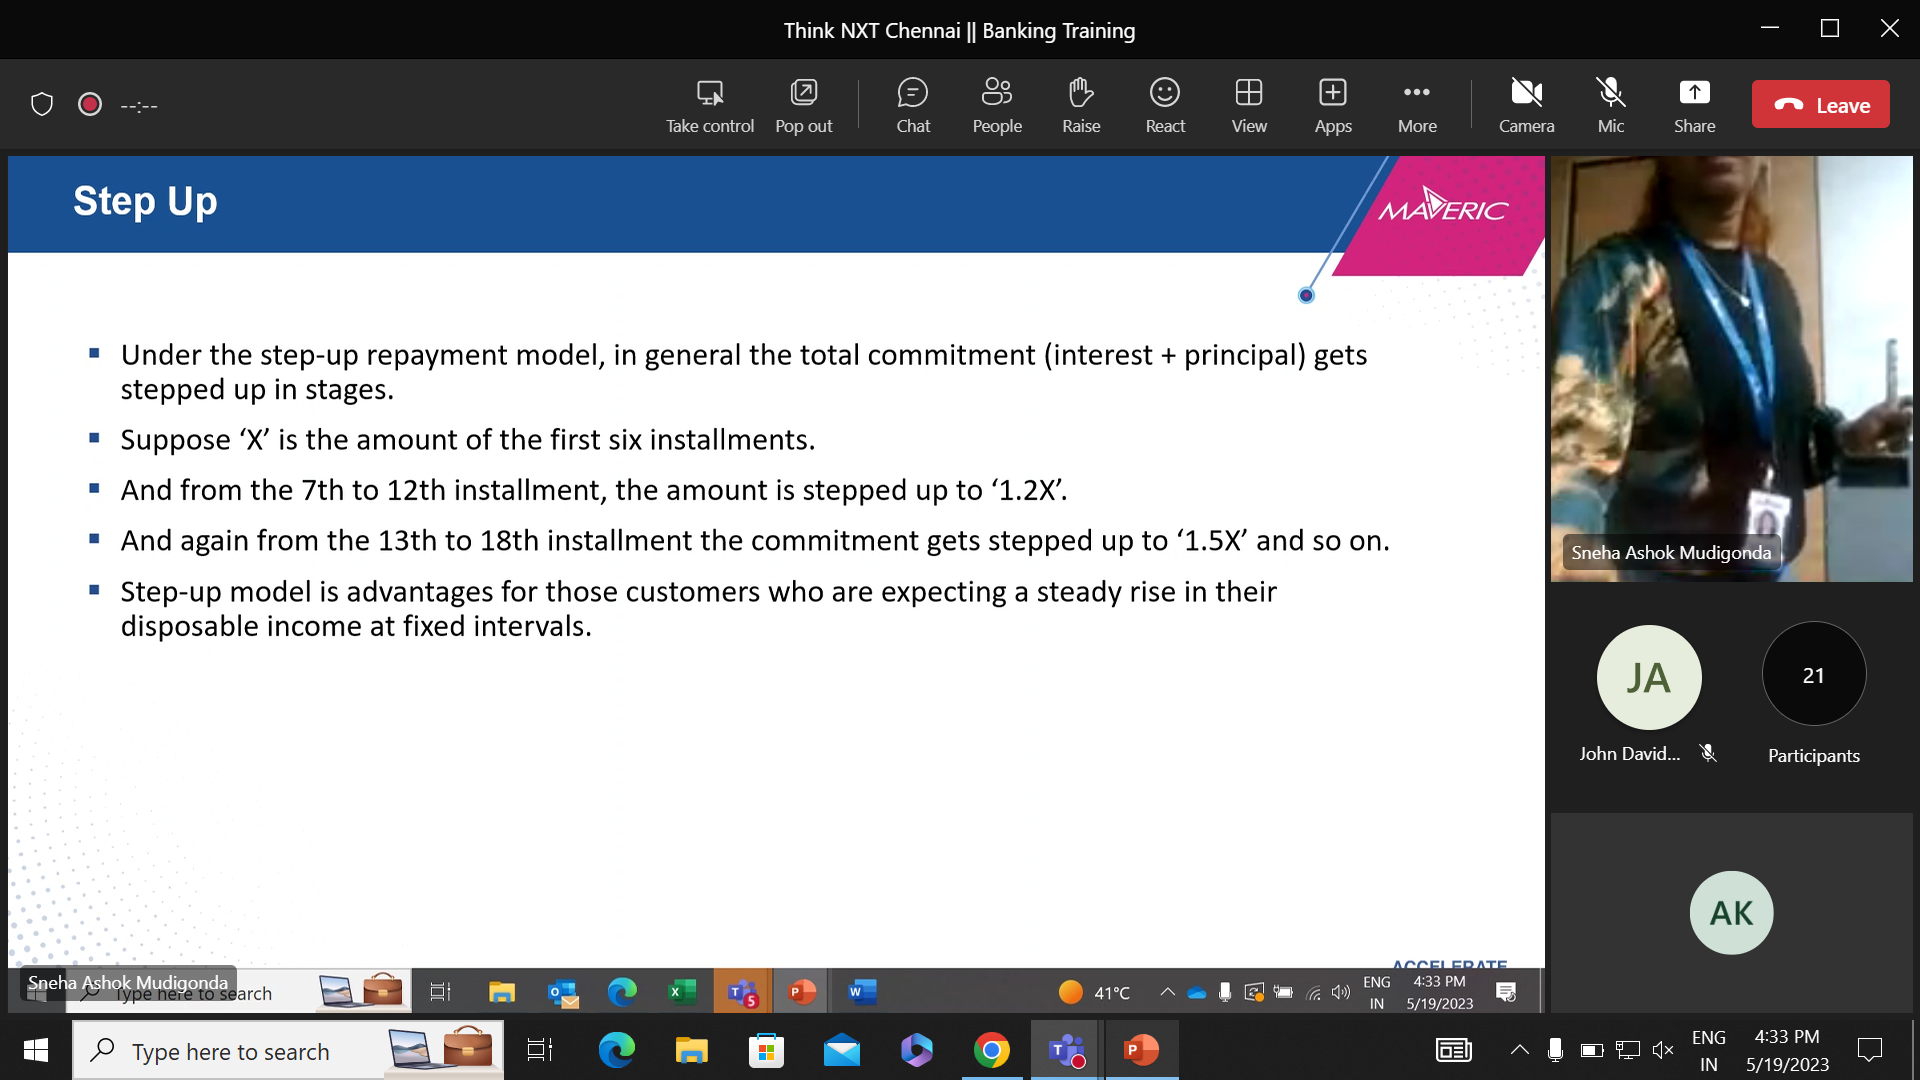 Think NXT Chennai || Banking Training
--:--
Take control
Pop out
Chat
People
Raise
React
View
Apps
More
Camera
Mic
Share
Leave
Step Up
MAVERIC
Under the step-up repayment model, in general the total commitment (interest + principal) gets
stepped up in stages.
Suppose ‘X’ is the amount of the first six installments.
And from the 7th to 12th installment, the amount is stepped up to ‘1.2X’.
And again from the 13th to 18th installment the commitment gets stepped up to ‘1.5X’ and so on.
Step-up model is advantages for those customers who are expecting a steady rise in their
disposable income at fixed intervals.
ACCELERATE
Sneha Ashok Mudigonda
JA
21
John David...
Participants
AK
Sneha Ashok Mudigonda
Type here to search
5
41°C
ENG
IN
4:33 PM
5/19/2023
Type here to search
ENG
IN
4:33 PM
5/19/2023